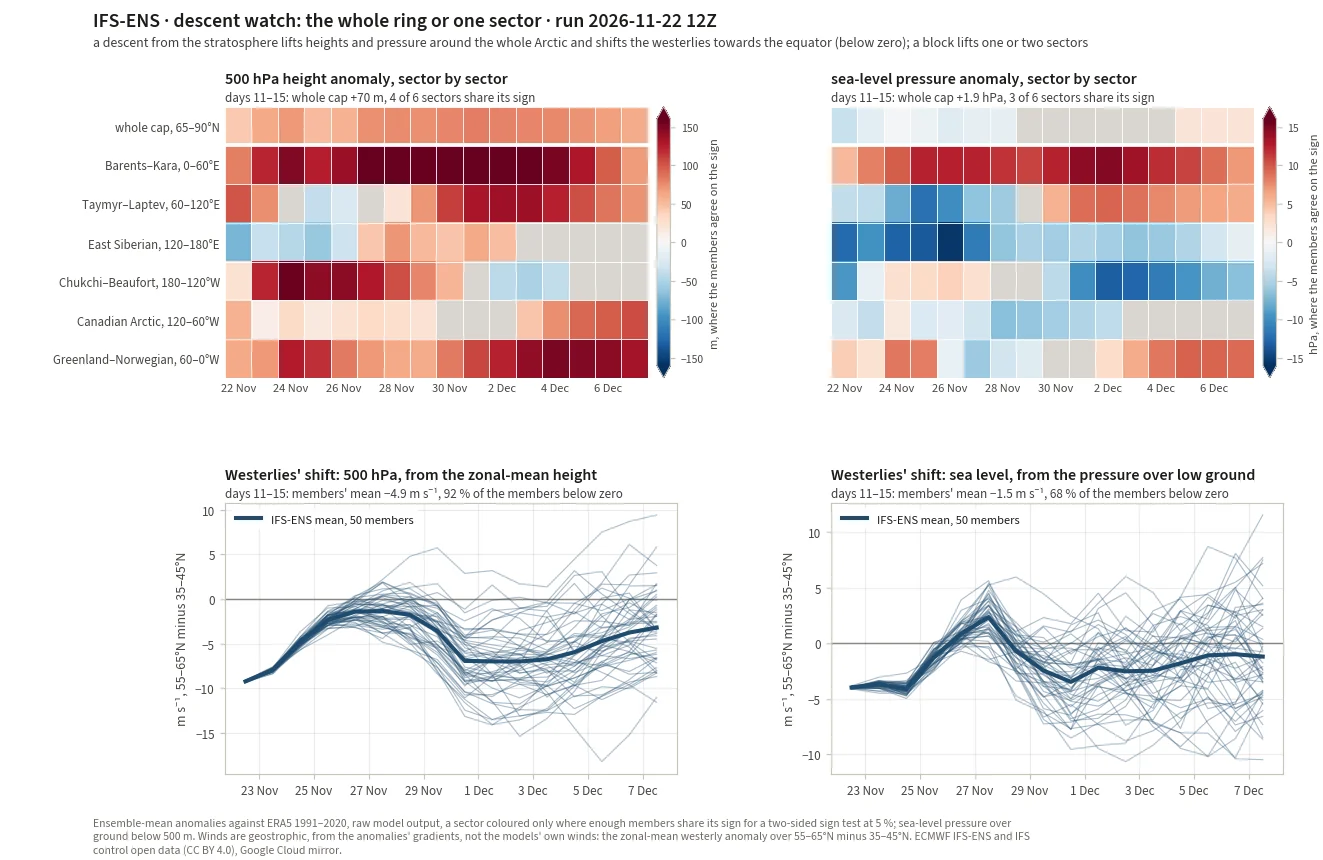 IFS-ENS · descent watch: the whole ring or one sector · run 2026-11-22 12Z
a descent from the stratosphere lifts heights and pressure around the whole Arctic and shifts the westerlies towards the equator (below zero); a block lifts one or two sectors
500 hPa height anomaly, sector by sector
days 11–15: whole cap +70 m, 4 of 6 sectors share its sign
whole cap, 65–90°N
Barents–Kara, 0–60°E
Taymyr–Laptev, 60–120°E
East Siberian, 120–180°E
Chukchi–Beaufort, 180–120°W
Canadian Arctic, 120–60°W
Greenland–Norwegian, 60–0°W
22 Nov 24 Nov 26 Nov 28 Nov 30 Nov 2 Dec 4 Dec 6 Dec
150
100
50
0
−50
−100
−150
m, where the members agree on the sign
sea-level pressure anomaly, sector by sector
days 11–15: whole cap +1.9 hPa, 3 of 6 sectors share its sign
22 Nov 24 Nov 26 Nov 28 Nov 30 Nov 2 Dec 4 Dec 6 Dec
15
10
5
0
−5
−10
−15
hPa, where the members agree on the sign
Westerlies' shift: 500 hPa, from the zonal-mean height
days 11–15: members' mean −4.9 m s⁻¹, 92 % of the members below zero
IFS-ENS mean, 50 members
m s⁻¹, 55–65°N minus 35–45°N
10
5
0
−5
−10
−15
23 Nov 25 Nov 27 Nov 29 Nov 1 Dec 3 Dec 5 Dec 7 Dec
Westerlies' shift: sea level, from the pressure over low ground
days 11–15: members' mean −1.5 m s⁻¹, 68 % of the members below zero
IFS-ENS mean, 50 members
m s⁻¹, 55–65°N minus 35–45°N
10
5
0
−5
−10
23 Nov 25 Nov 27 Nov 29 Nov 1 Dec 3 Dec 5 Dec 7 Dec
Ensemble-mean anomalies against ERA5 1991–2020, raw model output, a sector coloured only where enough members share its sign for a two-sided sign test at 5 %; sea-level pressure over
ground below 500 m. Winds are geostrophic, from the anomalies' gradients, not the models' own winds: the zonal-mean westerly anomaly over 55–65°N minus 35–45°N. ECMWF IFS-ENS and IFS
control open data (CC BY 4.0), Google Cloud mirror.